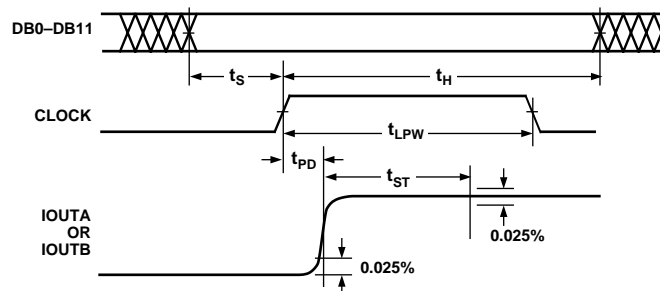 DB0–DB11
tS
tH
CLOCK
tLPW
tPD
tST
IOUTA
OR
IOUTB
0.025%
0.025%